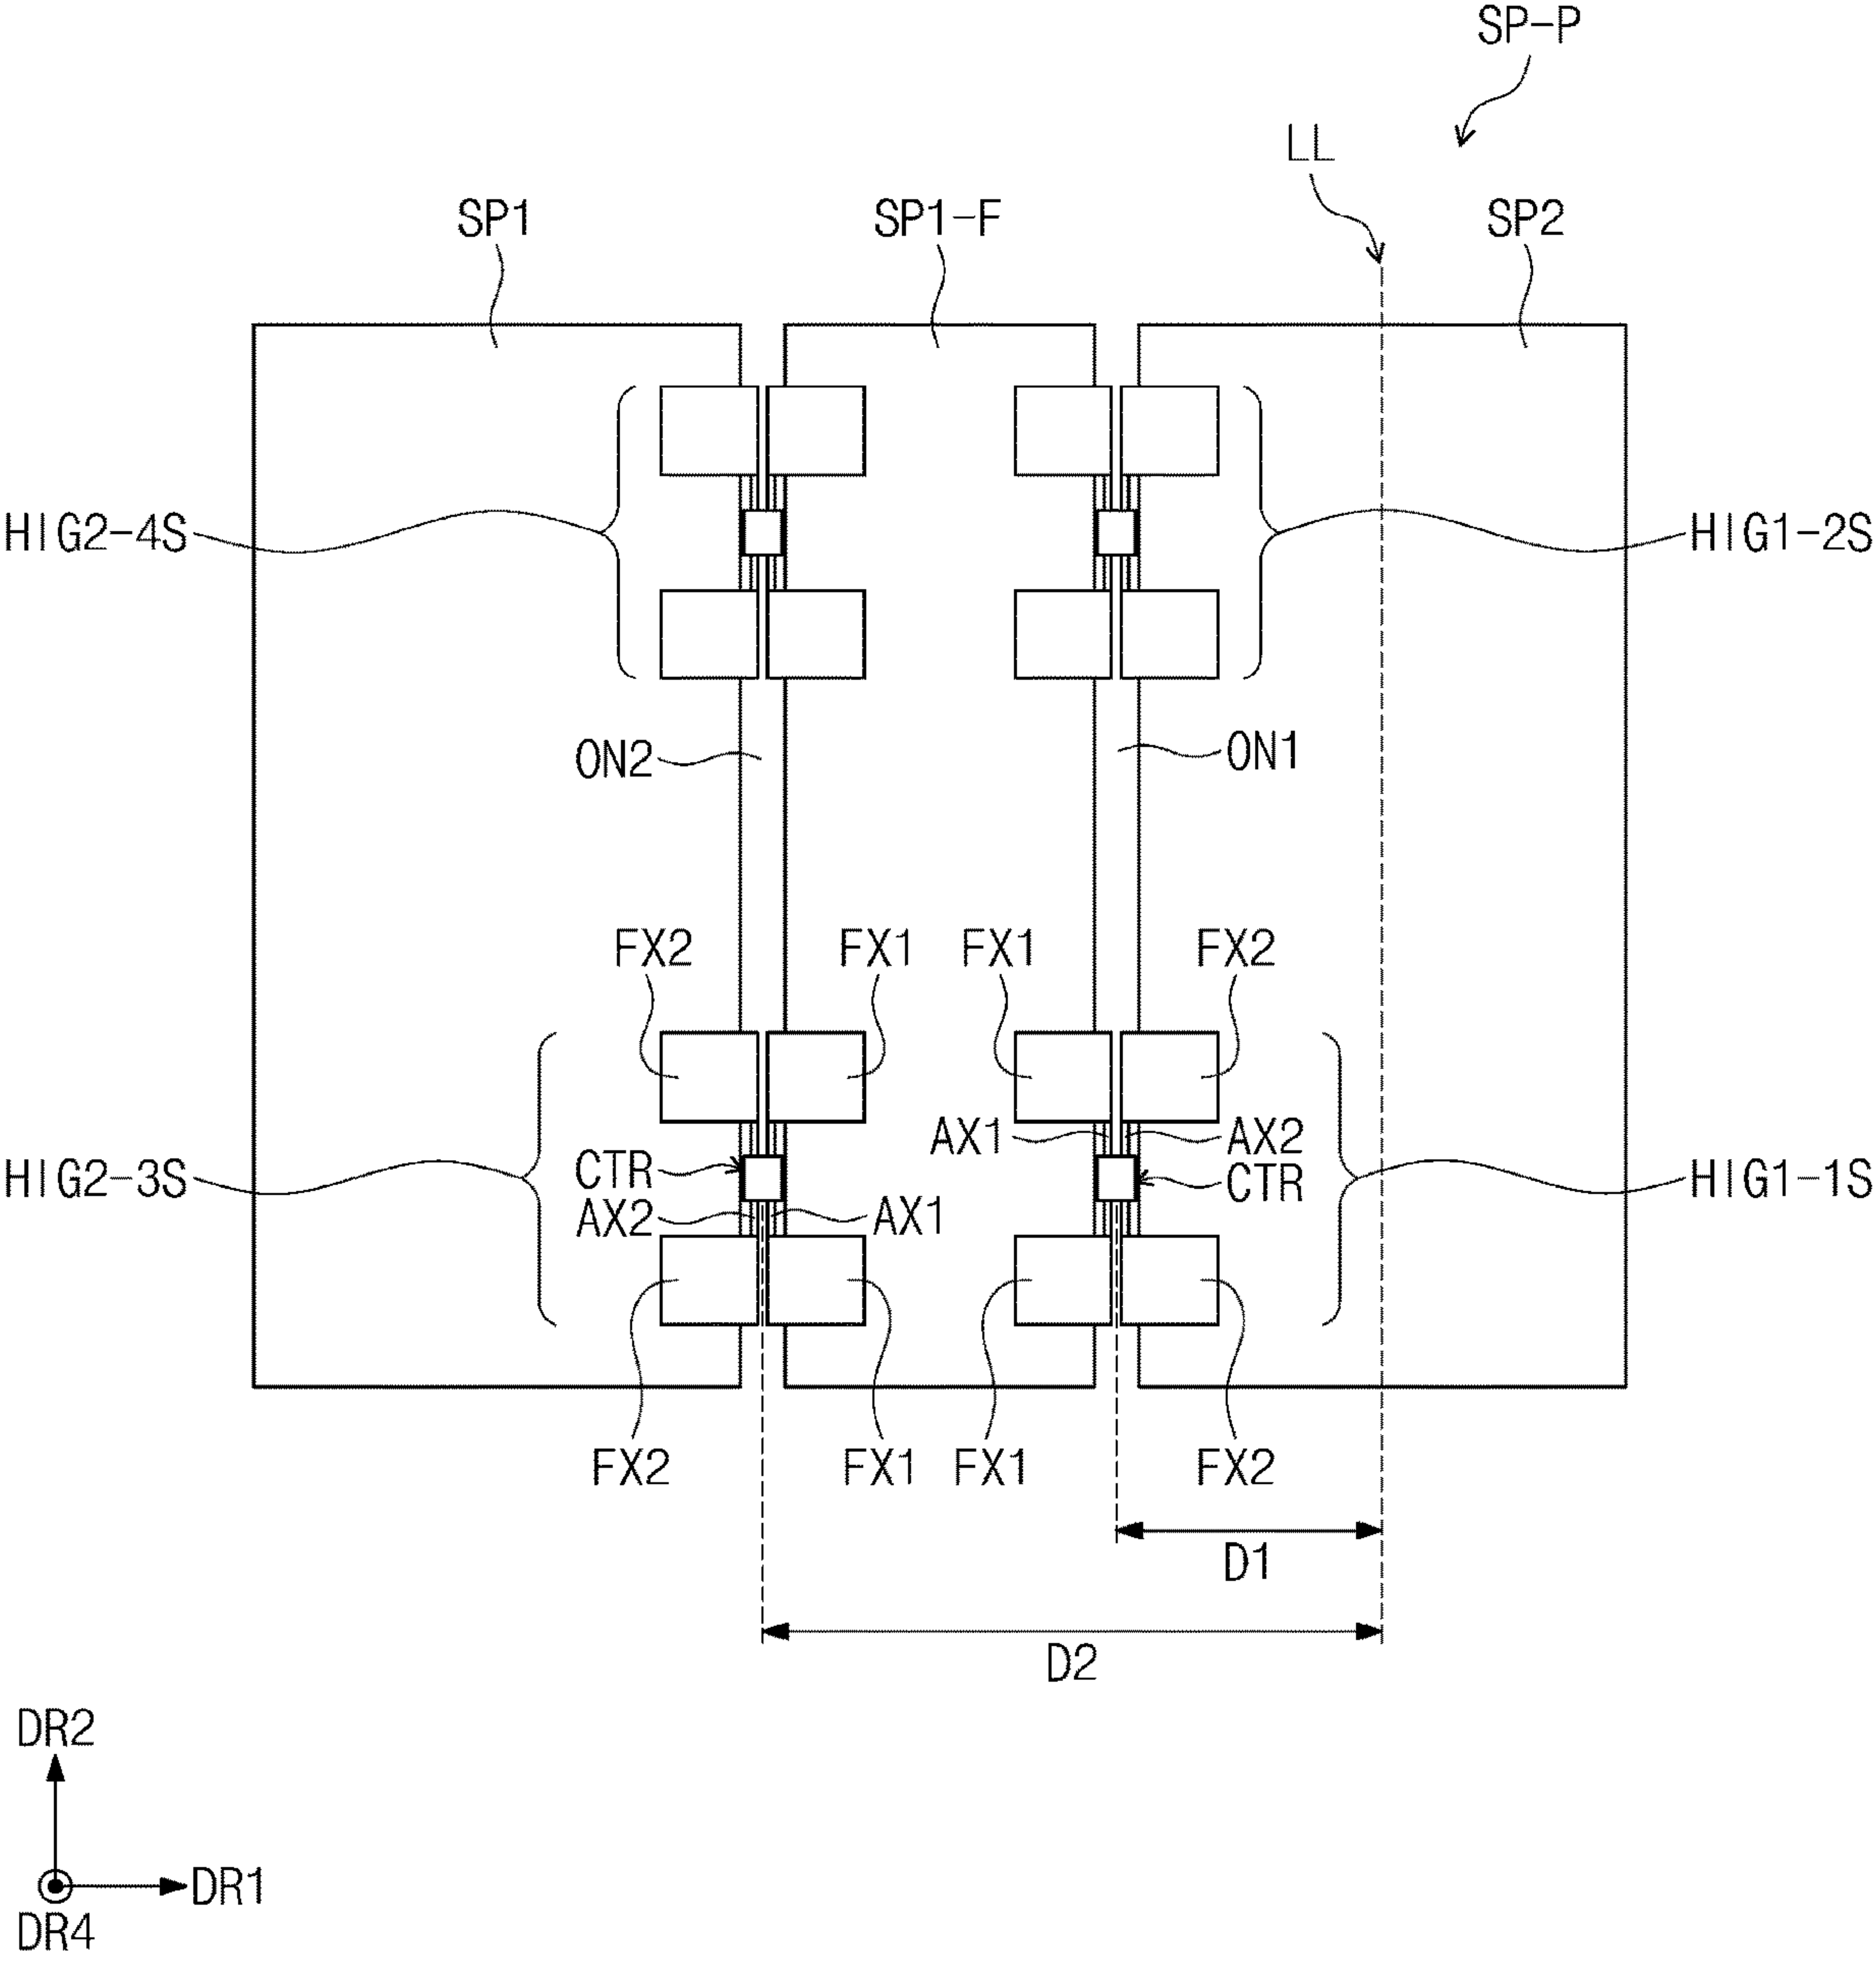 SP-P
LL
SP1
SP1-F
SP2
HIG2-4S
HIG1-2S
ON2
ON1
FX2
FX1
FX1
FX2
AX1
AX2
CTR
CTR
HIG2-3S
HIG1-1S
AX2
AX1
FX2
FX1
FX1
FX2
D1
D2
DR2
DR1
DR4